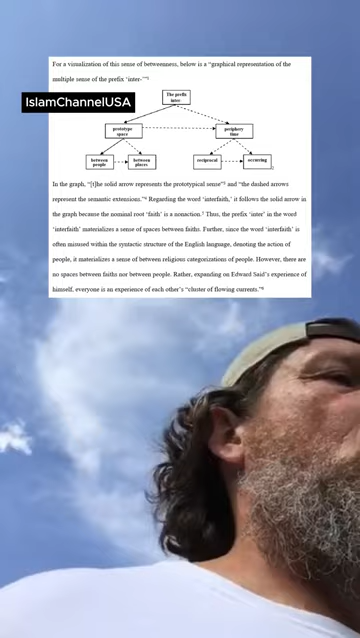 For a visualization of this sense of betweenness, below is a “graphical representation of the
multiple sense of the prefix ‘inter-’”⁵
The prefix
inter
IslamChannelUSA
prototype
space
periphery
time
between
people
between
places
reciprocal
occurring
In the graph, “[t]he solid arrow represents the prototypical sense” and “the dashed arrows
represent the semantic extensions.” Regarding the word ‘interfaith,’ it follows the solid arrow in
the graph because the nominal root ‘faith’ is a nonaction.⁷ Thus, the prefix ‘inter’ in the word
‘interfaith’ materializes a sense of spaces between faiths. Further, since the word ‘interfaith’ is
often misused within the syntactic structure of the English language, denoting the action of
people, it materializes a sense of between religious categorizations of people. However, there are
no spaces between faiths nor between people. Rather, expanding on Edward Said’s experience of
himself, everyone is an experience of each other’s “cluster of flowing currents.”⁸